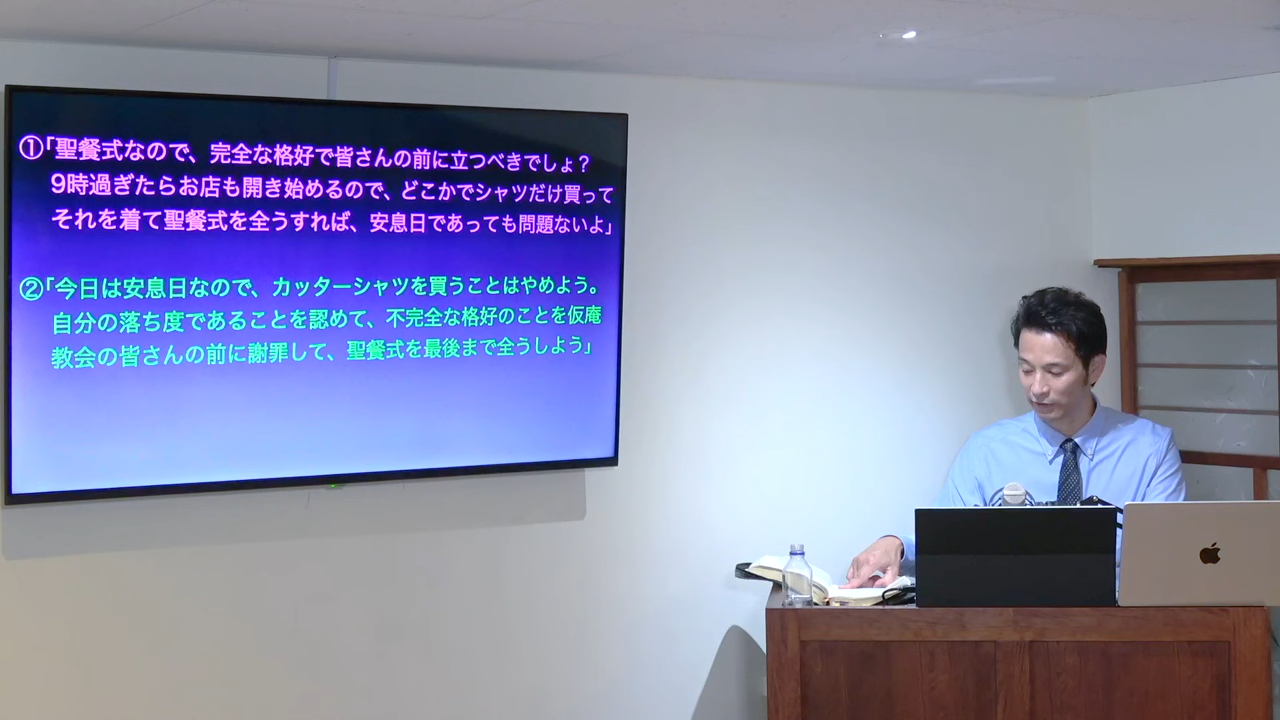 ①「聖餐式なので、完全な格好で皆さんの前に立つべきでしょ？
9時過ぎたらお店も開き始めるので、どこかでシャツだけ買って
それを着て聖餐式を全うすれば、安息日であっても問題ないよ」
②「今日は安息日なので、カッターシャツを買うことはやめよう。
自分の落ち度であることを認めて、不完全な格好のことを仮庵
教会の皆さんの前に謝罪して、聖餐式を最後まで全うしよう」